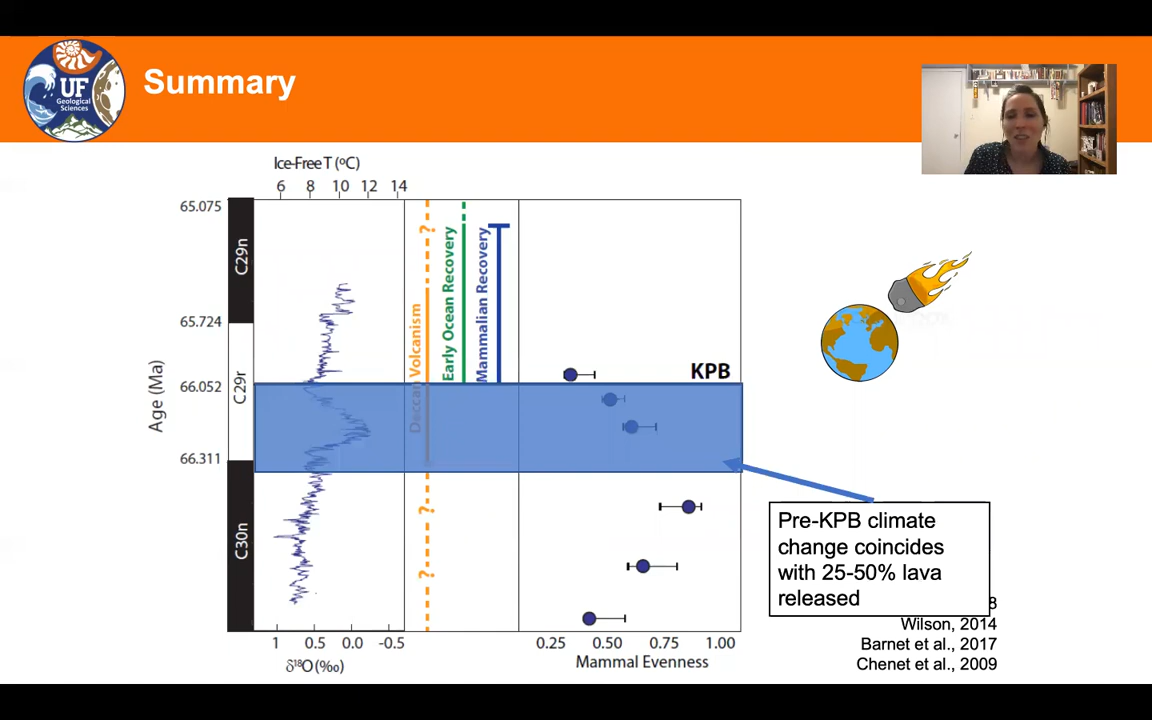 Summary
UF
Geological
Sciences
Ice-Free T (ºC)
6 8 10 12 14
65.075
65.724
66.052
66.311
Age (Ma)
C29n
C29r
C30n
Deccan Volcanism
Early Ocean Recovery
Mammalian Recovery
?
?
?
KPB
1 0.5 0.0 -0.5
δ¹⁸O (‰)
0.25 0.50 0.75 1.00
Mammal Evenness
Pre-KPB climate
change coincides
with 25-50% lava
released
8
Wilson, 2014
Barnet et al., 2017
Chenet et al., 2009